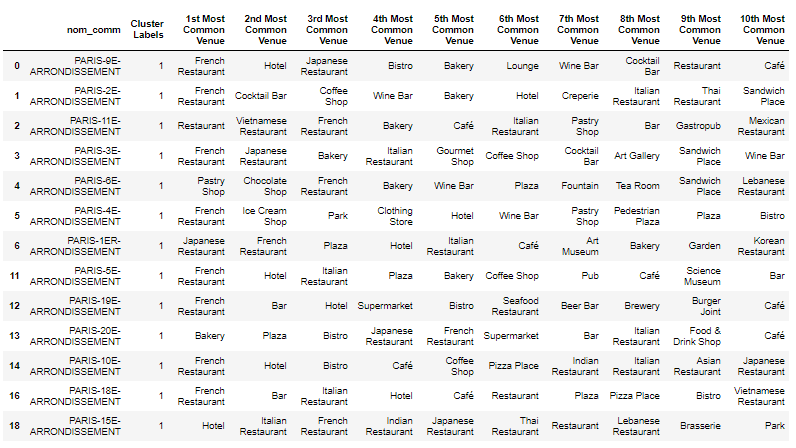 nom_comm Cluster Labels 1st Most Common Venue 2nd Most Common Venue 3rd Most Common Venue 4th Most Common Venue 5th Most Common Venue 6th Most Common Venue 7th Most Common Venue 8th Most Common Venue 9th Most Common Venue 10th Most Common Venue
0 PARIS-9E-ARRONDISSEMENT 1 French Restaurant Hotel Japanese Restaurant Bistro Bakery Lounge Wine Bar Cocktail Bar Restaurant Café
1 PARIS-2E-ARRONDISSEMENT 1 French Restaurant Cocktail Bar Coffee Shop Wine Bar Bakery Hotel Creperie Italian Restaurant Thai Restaurant Sandwich Place
2 PARIS-11E-ARRONDISSEMENT 1 Restaurant Vietnamese Restaurant French Restaurant Bakery Café Italian Restaurant Pastry Shop Bar Gastropub Mexican Restaurant
3 PARIS-3E-ARRONDISSEMENT 1 French Restaurant Japanese Restaurant Bakery Italian Restaurant Gourmet Shop Coffee Shop Cocktail Bar Art Gallery Sandwich Place Wine Bar
4 PARIS-6E-ARRONDISSEMENT 1 Pastry Shop Chocolate Shop French Restaurant Bakery Wine Bar Plaza Fountain Tea Room Sandwich Place Lebanese Restaurant
5 PARIS-4E-ARRONDISSEMENT 1 French Restaurant Ice Cream Shop Park Clothing Store Hotel Wine Bar Pastry Shop Pedestrian Plaza Plaza Bistro
6 PARIS-1ER-ARRONDISSEMENT 1 Japanese Restaurant French Restaurant Plaza Hotel Italian Restaurant Café Art Museum Bakery Garden Korean Restaurant
11 PARIS-5E-ARRONDISSEMENT 1 French Restaurant Hotel Italian Restaurant Plaza Bakery Coffee Shop Pub Café Science Museum Bar
12 PARIS-19E-ARRONDISSEMENT 1 French Restaurant Bar Hotel Supermarket Bistro Seafood Restaurant Beer Bar Brewery Burger Joint Café
13 PARIS-20E-ARRONDISSEMENT 1 Bakery Plaza Bistro Japanese Restaurant French Restaurant Supermarket Bar Italian Restaurant Food & Drink Shop Café
14 PARIS-10E-ARRONDISSEMENT 1 French Restaurant Hotel Bistro Café Coffee Shop Pizza Place Indian Restaurant Italian Restaurant Asian Restaurant Japanese Restaurant
16 PARIS-18E-ARRONDISSEMENT 1 French Restaurant Bar Italian Restaurant Hotel Café Restaurant Plaza Pizza Place Bistro Vietnamese Restaurant
18 PARIS-15E-ARRONDISSEMENT 1 Hotel Italian Restaurant French Restaurant Indian Restaurant Japanese Restaurant Thai Restaurant Restaurant Lebanese Restaurant Brasserie Park